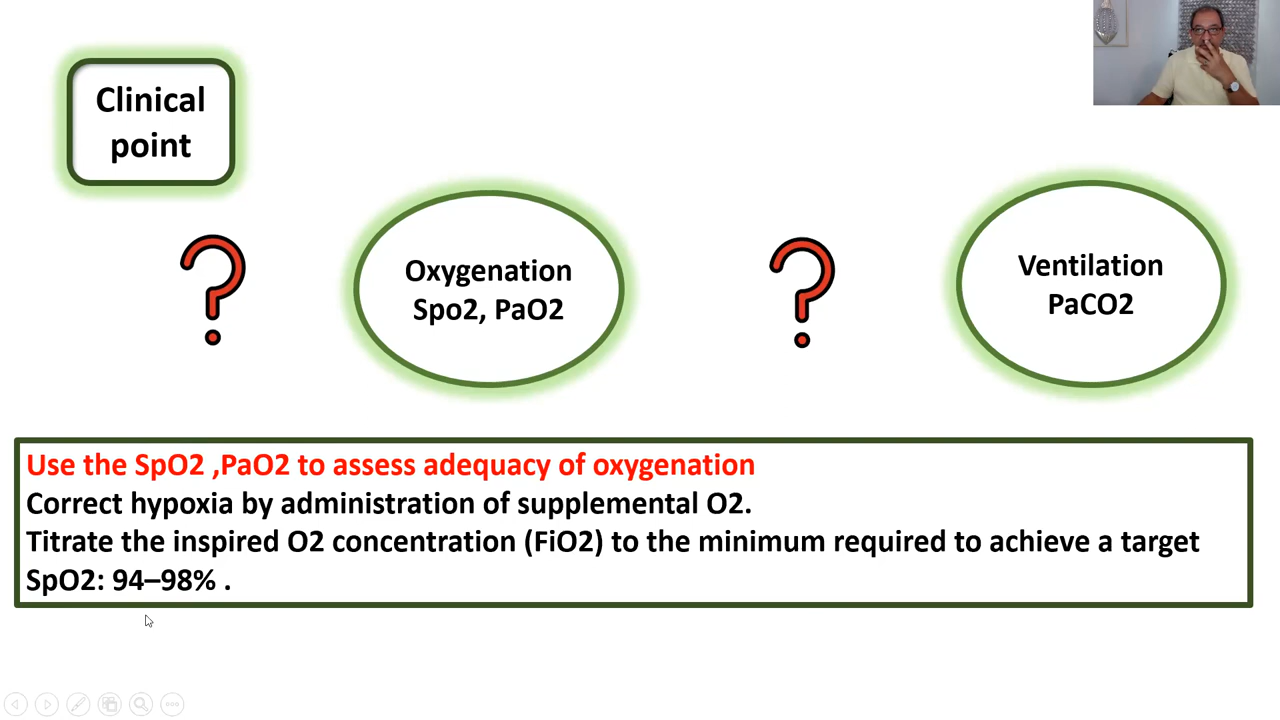 Clinical
point
?
Oxygenation
Spo2, PaO2
?
Ventilation
PaCO2
Use the SpO2 ,PaO2 to assess adequacy of oxygenation
Correct hypoxia by administration of supplemental O2.
Titrate the inspired O2 concentration (FiO2) to the minimum required to achieve a target
SpO2: 94–98% .